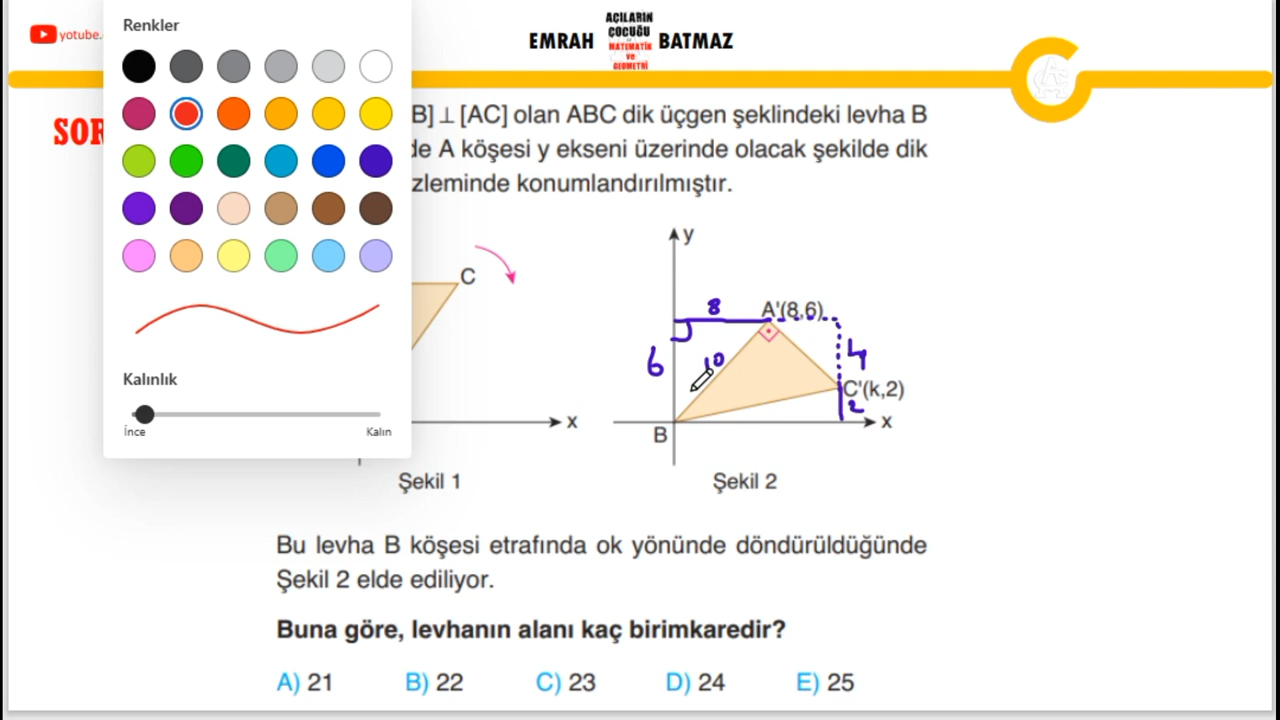 Renkler
yotube.
EMRAH
AÇILARIN
ÇOCUĞU
MATEMATİK
ve
GEOMETRİ
BATMAZ
SOR
B] ⊥ [AC] olan ABC dik üçgen şeklindeki levha B
de A köşesi y ekseni üzerinde olacak şekilde dik
zleminde konumlandırılmıştır.
C
x
Şekil 1
y
8
A'(8,6)
6
10
4
C'(k,2)
2
B
x
Şekil 2
Kalınlık
İnce
Kalın
Bu levha B köşesi etrafında ok yönünde döndürüldüğünde
Şekil 2 elde ediliyor.
Buna göre, levhanın alanı kaç birimkaredir?
A) 21 B) 22 C) 23 D) 24 E) 25